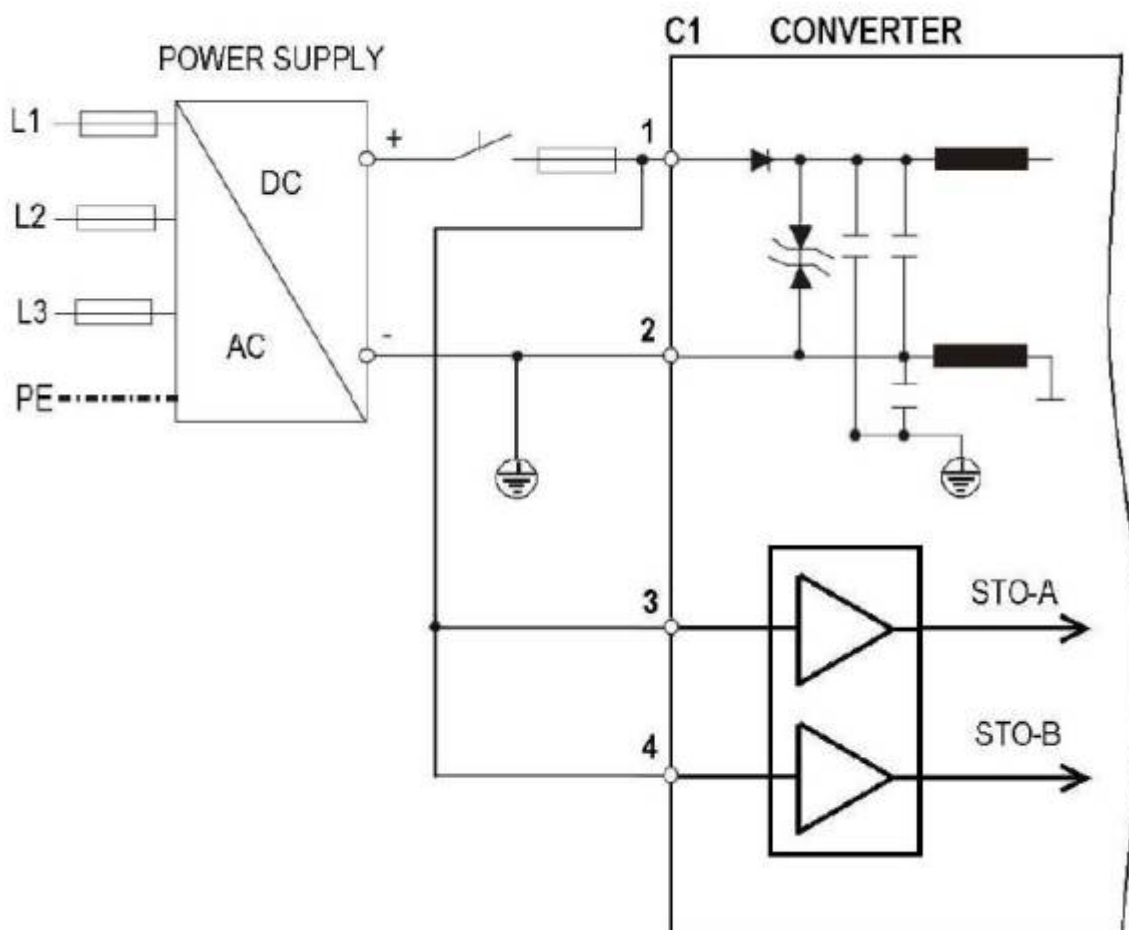 C1 CONVERTER
POWER SUPPLY
L1
+
1
DC
L2
L3
AC
-
2
PE
3
STO-A
4
STO-B